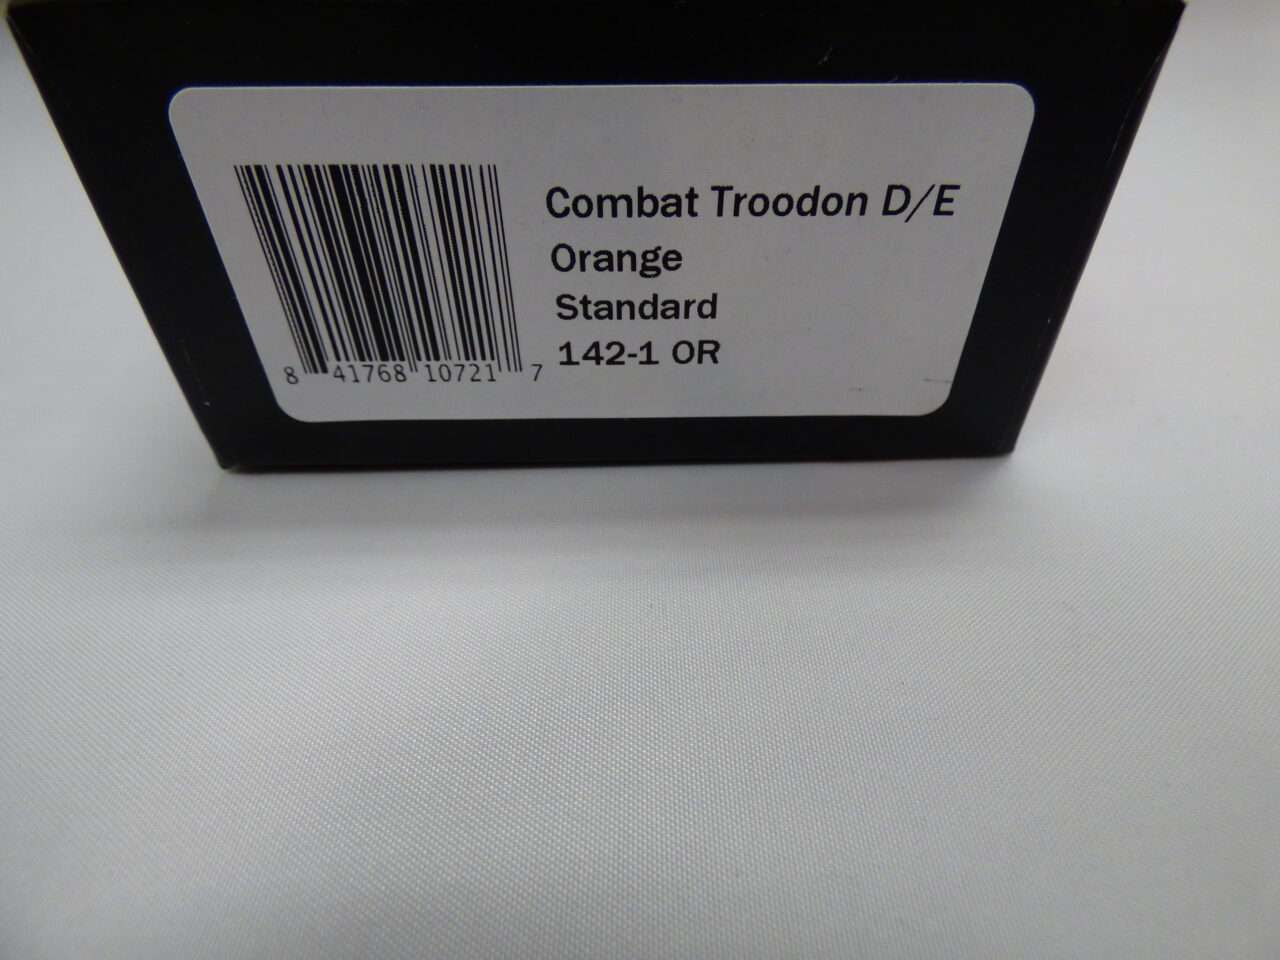 Combat Troodon D/E
Orange
Standard
142-1 OR
8 41768 10721 7